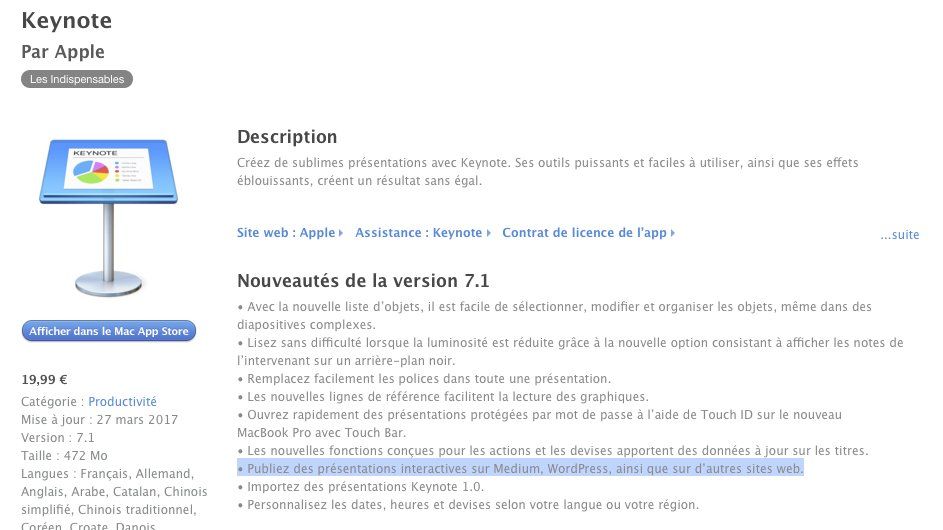 Keynote
Par Apple
Les Indispensables
KEYNOTE
Description
Créez de sublimes présentations avec Keynote. Ses outils puissants et faciles à utiliser, ainsi que ses effets
éblouissants, créent un résultat sans égal.
Site web : Apple
Assistance : Keynote
Contrat de licence de l'app
...suite
Nouveautés de la version 7.1
• Avec la nouvelle liste d’objets, il est facile de sélectionner, modifier et organiser les objets, même dans des
diapositives complexes.
• Lisez sans difficulté lorsque la luminosité est réduite grâce à la nouvelle option consistant à afficher les notes de
l’intervenant sur un arrière-plan noir.
• Remplacez facilement les polices dans toute une présentation.
• Les nouvelles lignes de référence facilitent la lecture des graphiques.
• Ouvrez rapidement des présentations protégées par mot de passe à l’aide de Touch ID sur le nouveau
MacBook Pro avec Touch Bar.
• Les nouvelles fonctions conçues pour les actions et les devises apportent des données à jour sur les titres.
• Publiez des présentations interactives sur Medium, WordPress, ainsi que sur d’autres sites web.
• Importez des présentations Keynote 1.0.
• Personnalisez les dates, heures et devises selon votre langue ou votre région.
Afficher dans le Mac App Store
19,99 €
Catégorie : Productivité
Mise à jour : 27 mars 2017
Version : 7.1
Taille : 472 Mo
Langues : Français, Allemand,
Anglais, Arabe, Catalan, Chinois
simplifié, Chinois traditionnel,
Coréen, Croate, Danois,